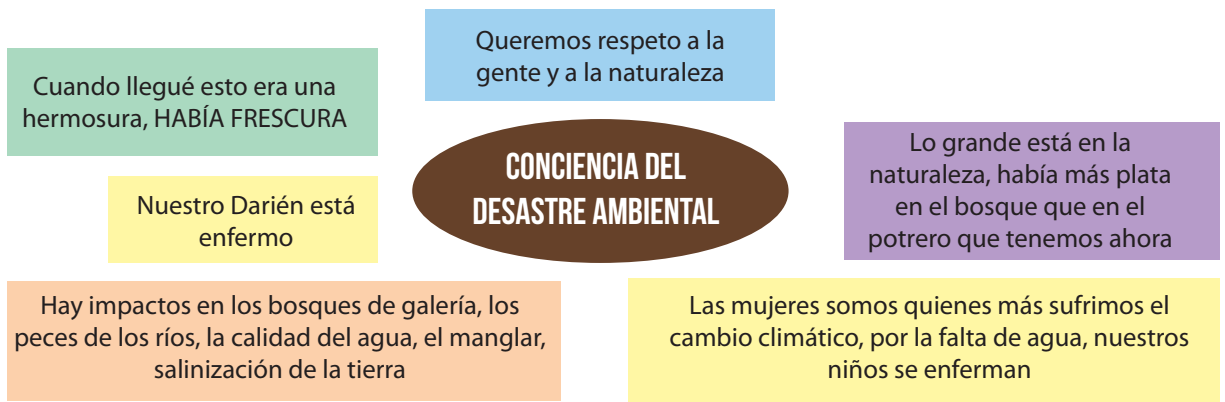 Queremos respeto a la
gente y a la naturaleza
Cuando llegué esto era una
hermosura, HABÍA FRESCURA
CONCIENCIA DEL
DESASTRE AMBIENTAL
Lo grande está en la
naturaleza, había más plata
en el bosque que en el
potrero que tenemos ahora
Nuestro Darién está
enfermo
Hay impactos en los bosques de galería, los
peces de los ríos, la calidad del agua, el manglar,
salinización de la tierra
Las mujeres somos quienes más sufrimos el
cambio climático, por la falta de agua, nuestros
niños se enferman